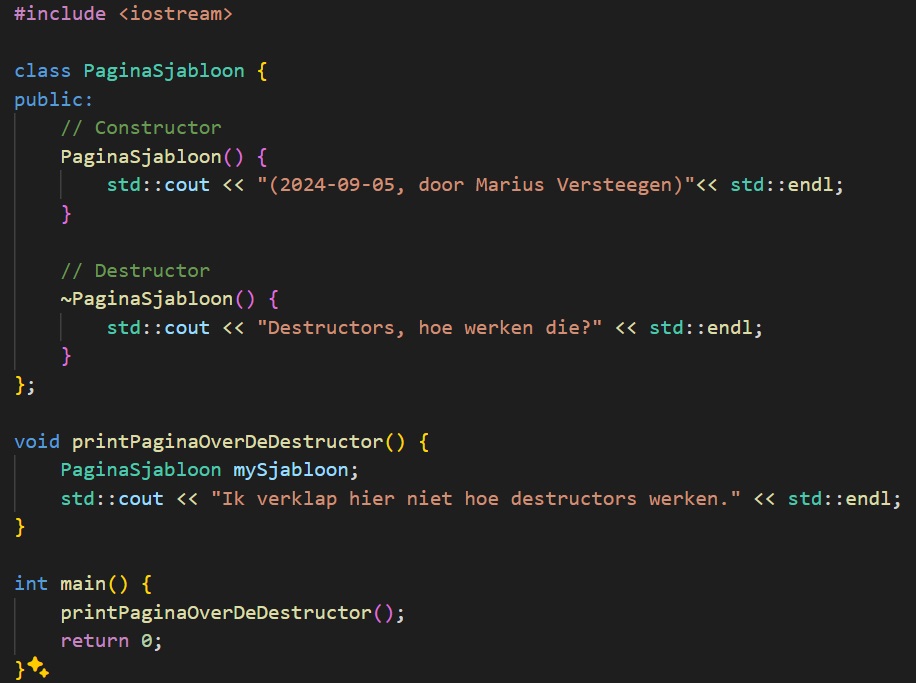 #include <iostream>
class PaginaSjabloon {
public:
    // Constructor
    PaginaSjabloon() {
        std::cout << "(2024-09-05, door Marius Versteegen)"<< std::endl;
    }
    // Destructor
    ~PaginaSjabloon() {
        std::cout << "Destructors, hoe werken die?" << std::endl;
    }
};
void printPaginaOverDeDestructor() {
    PaginaSjabloon mySjabloon;
    std::cout << "Ik verklap hier niet hoe destructors werken." << std::endl;
}
int main() {
    printPaginaOverDeDestructor();
    return 0;
}